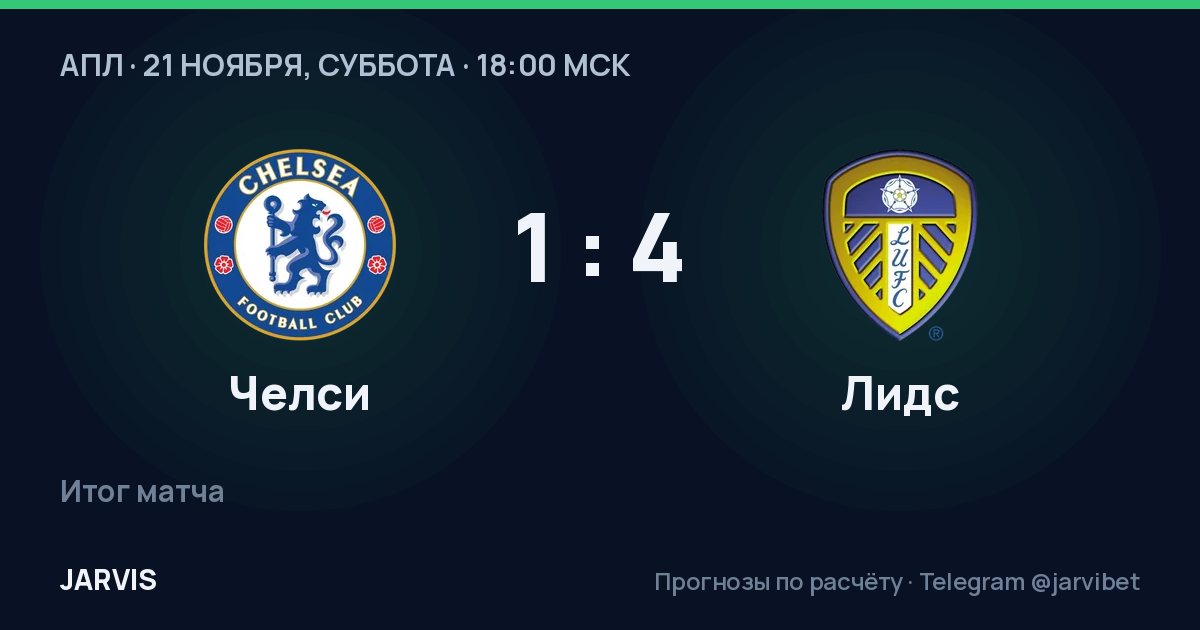 АПЛ · 21 НОЯБРЯ, СУББОТА · 18:00 МСК
CHELSEA
FOOTBALL CLUB
1 : 4
LUFC
®
Челси
Лидс
Итог матча
JARVIS
Прогнозы по расчёту · Telegram @jarvibet